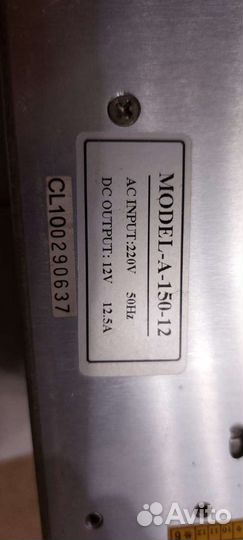 MODEL-A-150-12
AC INPUT:220V 50Hz
DC OUTPUT: 12V 12.5A
CL100290637
Avito